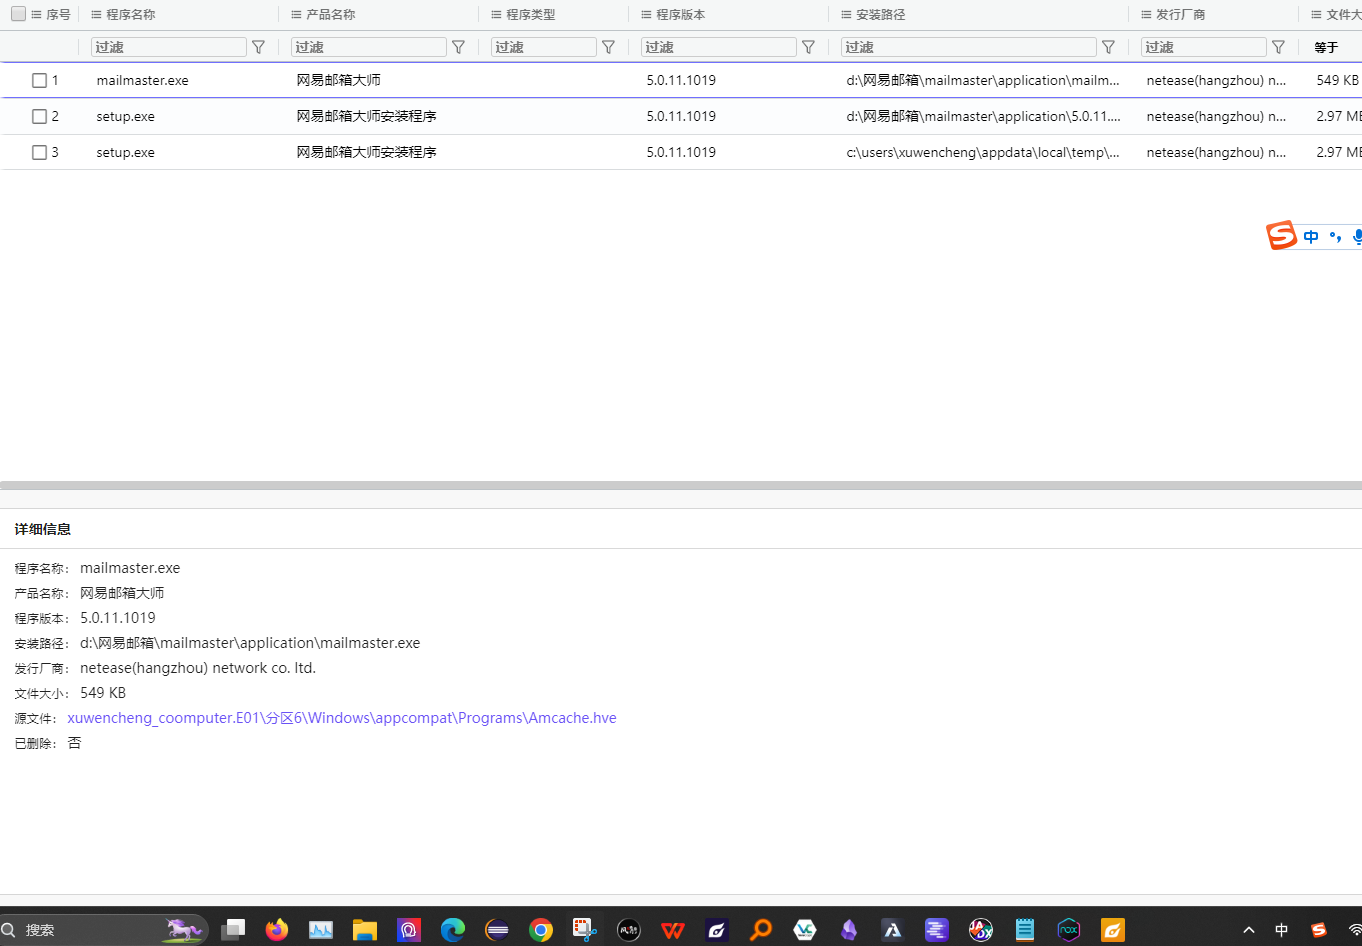 序号 程序名称 产品名称 程序类型 程序版本 安装路径 发行厂商 文件大
过滤 过滤 过滤 过滤 过滤 过滤 等于
1 mailmaster.exe 网易邮箱大师 5.0.11.1019 d:\网易邮箱\mailmaster\application\mailm... netease(hangzhou) n... 549 KB
2 setup.exe 网易邮箱大师安装程序 5.0.11.1019 d:\网易邮箱\mailmaster\application\5.0.11.... netease(hangzhou) n... 2.97 MB
3 setup.exe 网易邮箱大师安装程序 5.0.11.1019 c:\users\xuwencheng\appdata\local\temp\... netease(hangzhou) n... 2.97 MB
中
详细信息
程序名称: mailmaster.exe
产品名称: 网易邮箱大师
程序版本: 5.0.11.1019
安装路径: d:\网易邮箱\mailmaster\application\mailmaster.exe
发行厂商: netease(hangzhou) network co. ltd.
文件大小: 549 KB
源文件: xuwencheng_coomputer.E01\分区6\Windows\appcompat\Programs\Amcache.hve
已删除: 否
搜索 中